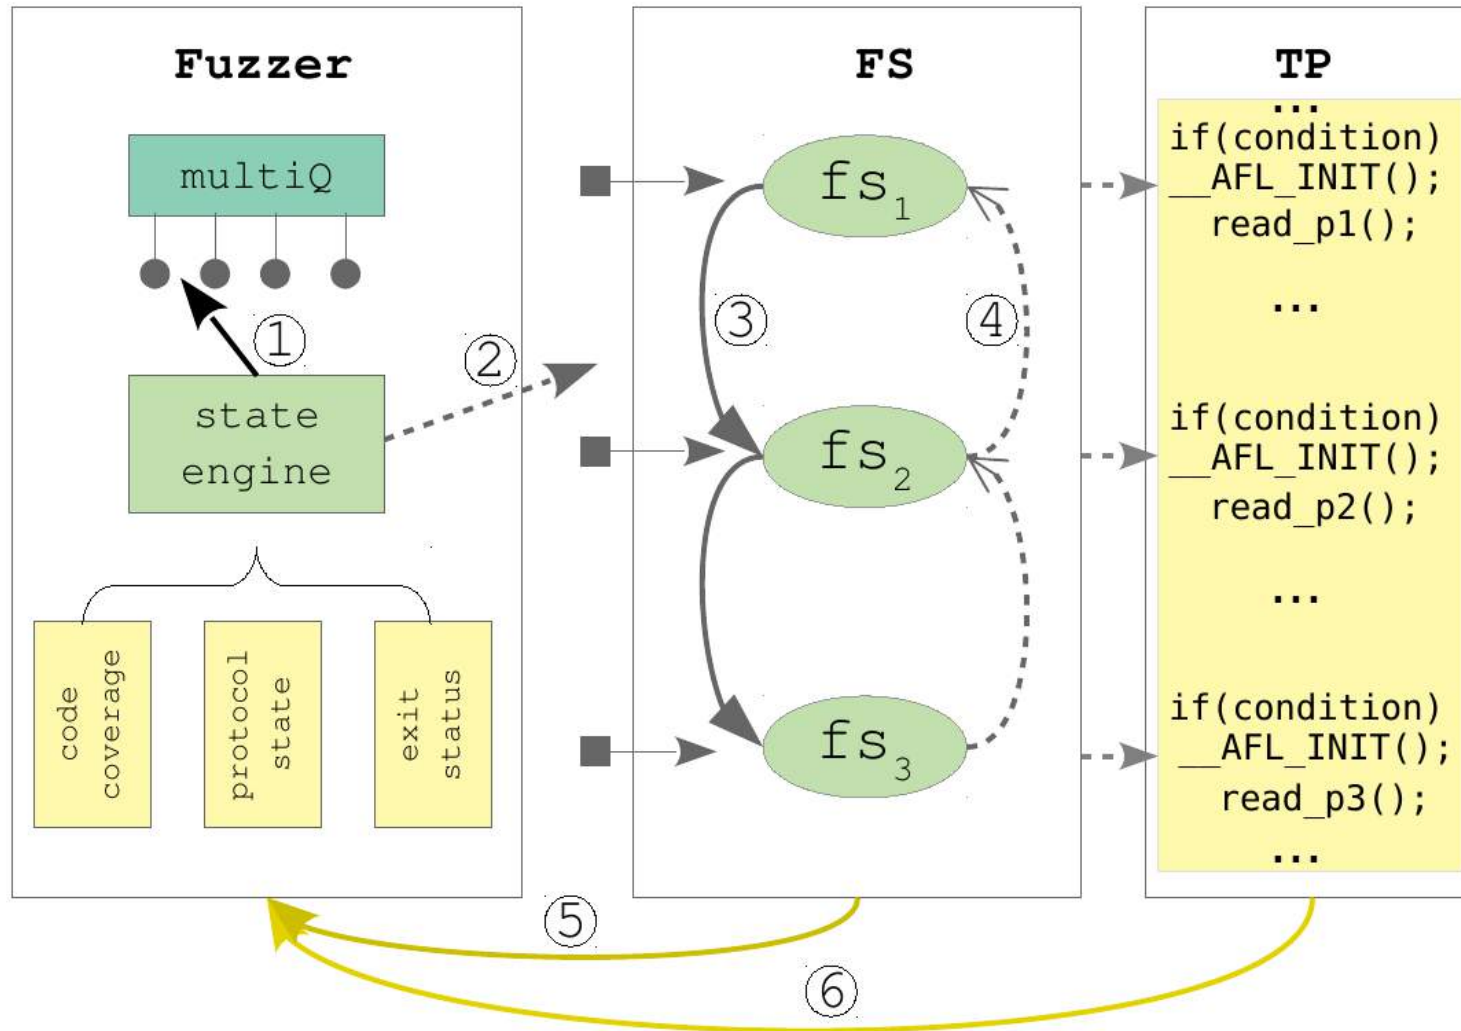 Fuzzer
multiQ
①
②
state
engine
code
coverage
protocol
state
exit
status
FS
fs₁
③
④
fs₂
fs₃
TP
...
if(condition)
__AFL_INIT();
read_p1();
...
if(condition)
__AFL_INIT();
read_p2();
...
if(condition)
__AFL_INIT();
read_p3();
...
⑤
⑥